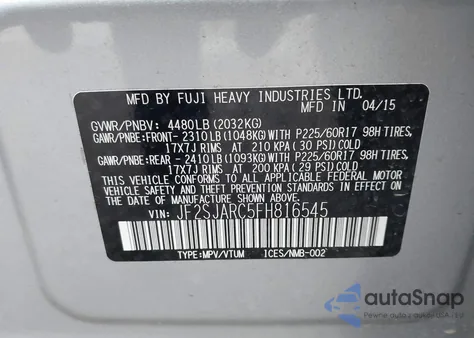 MFD BY FUJI HEAVY INDUSTRIES LTD. 04/15
GVWR/PNBV: 4480LB(2032KG)
GAWR/PNBE:FRONT- 2310LB(1048KG)WITH P225/60R17 98H TIRES,
17X7J RIMS, AT 210 KPA (30 PSI)COLD
GAWR/PNBE:REAR - 2410LB(1093KG)WITH P225/60R17 98H TIRES,
17X7J RIMS, AT 200 KPA (29 PSI)COLD
THIS VEHICLE CONFORMS TO ALL APPLICABLE FEDERAL MOTOR VEHICLE
SAFETY, BUMPER, AND THEFT PREVENTION STANDARDS IN EFFECT ON THE
DATE OF MANUFACTURE SHOWN ABOVE.
VIN: JF2SJARC5FH816545
TYPE:MPV/VTUM ICES/NMB-002
autoSnap
Pewne auto z USA